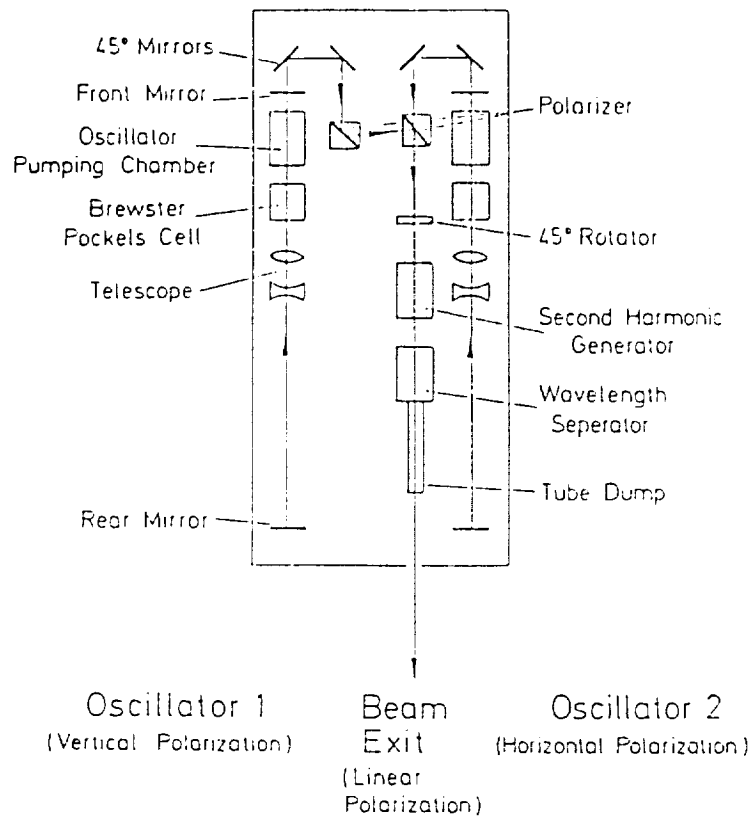 45° Mirrors
Front Mirror
Oscillator
Pumping Chamber
Brewster
Pockels Cell
Telescope
Rear Mirror
Polarizer
45° Rotator
Second Harmonic
Generator
Wavelength
Seperator
Tube Dump
Oscillator 1
(Vertical Polarization)
Beam
Exit
(Linear
Polarization)
Oscillator 2
(Horizontal Polarization)